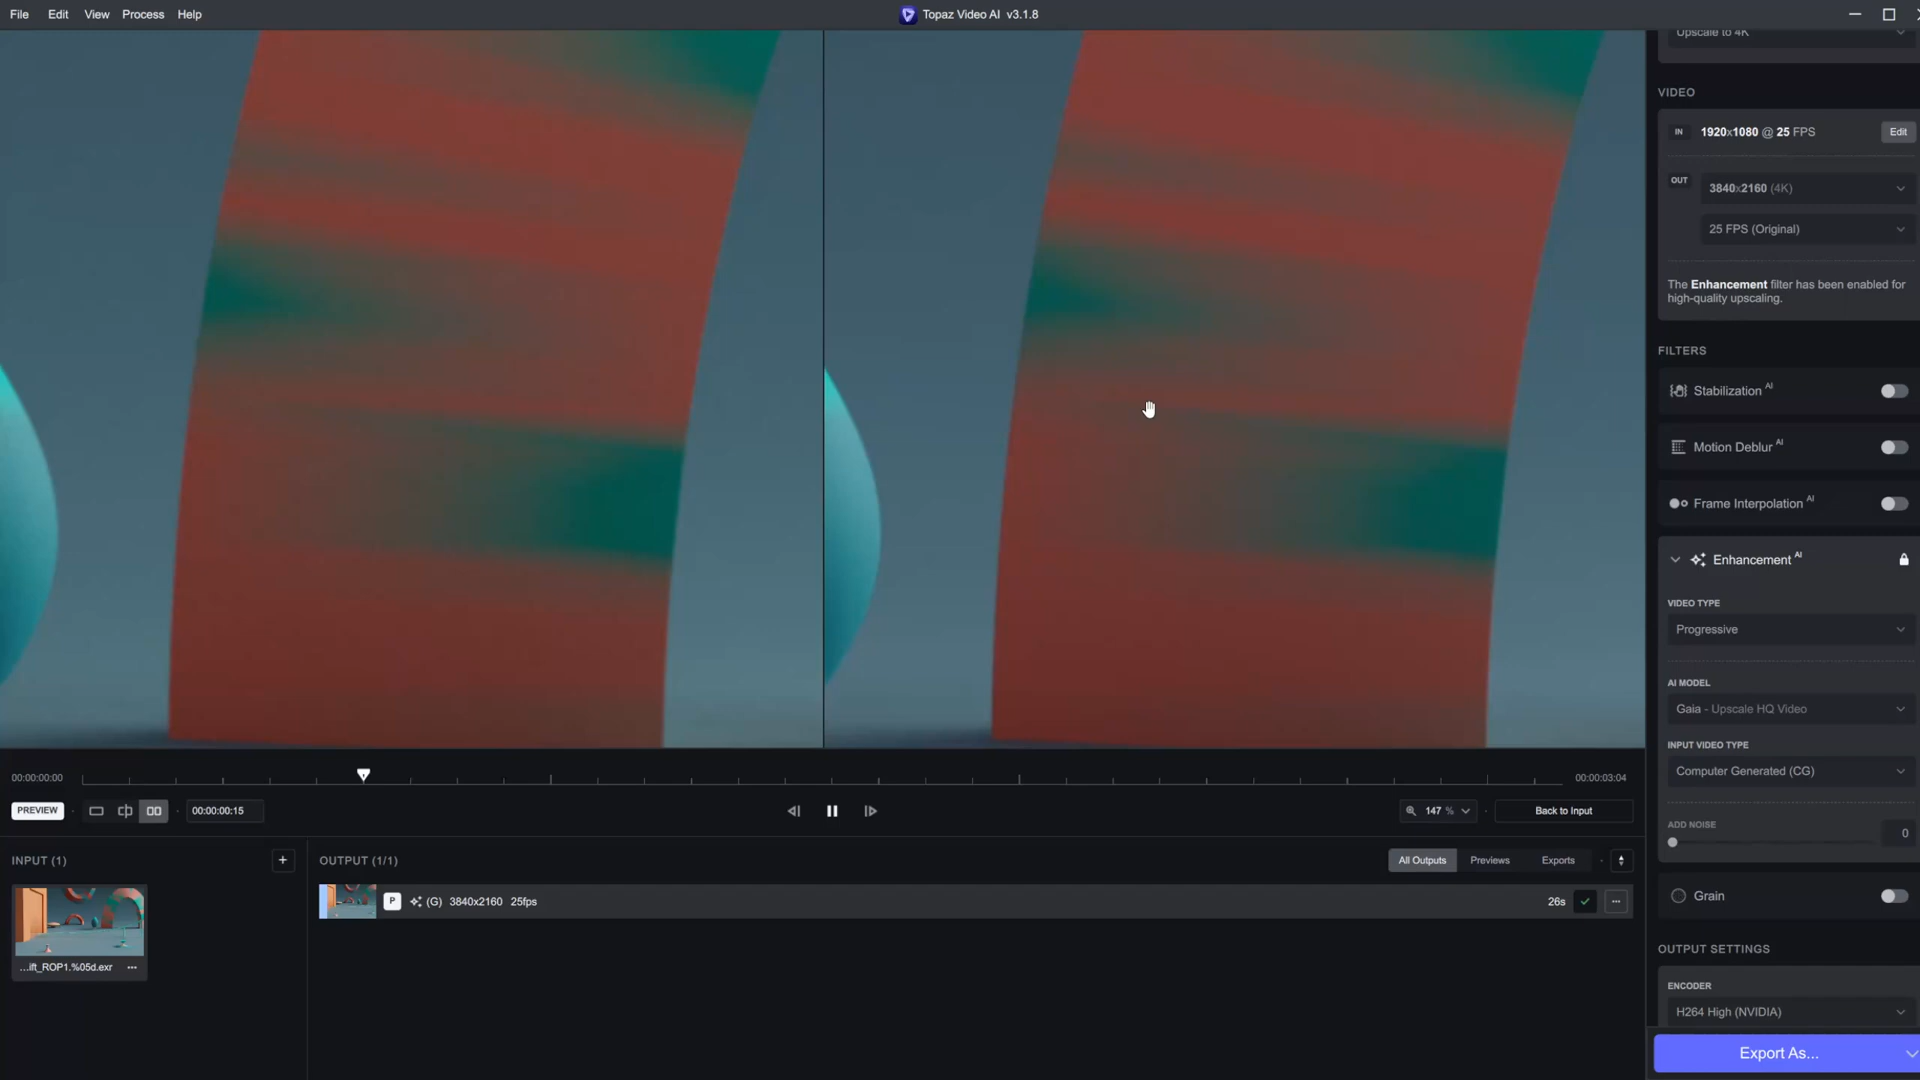 File Edit View Process Help
Topaz Video AI v3.1.8
Upscale to 4K
VIDEO
IN 1920x1080 @ 25 FPS Edit
OUT 3840x2160 (4K)
25 FPS (Original)
The Enhancement filter has been enabled for
high-quality upscaling.
FILTERS
Stabilization AI
Motion Deblur AI
Frame Interpolation AI
Enhancement AI
VIDEO TYPE
Progressive
AI MODEL
Gaia - Upscale HQ Video
INPUT VIDEO TYPE
Computer Generated (CG)
ADD NOISE 0
Grain
OUTPUT SETTINGS
ENCODER
H264 High (NVIDIA)
Export As...
00:00:00:00 00:00:03:04
PREVIEW 00:00:00:15 147 % Back to Input
INPUT (1)
...ift_ROP1.%05d.exr
OUTPUT (1/1) All Outputs Previews Exports
P (G) 3840x2160 25fps 26s